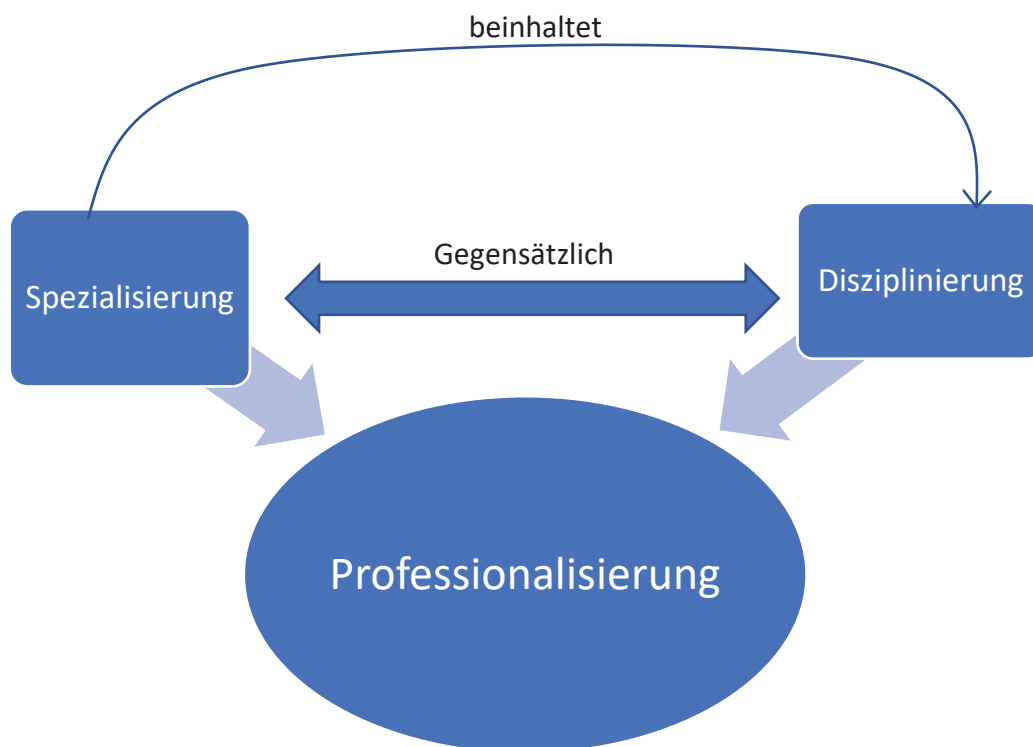 beinhaltet
Gegensätzlich
Spezialisierung
Disziplinierung
Professionalisierung